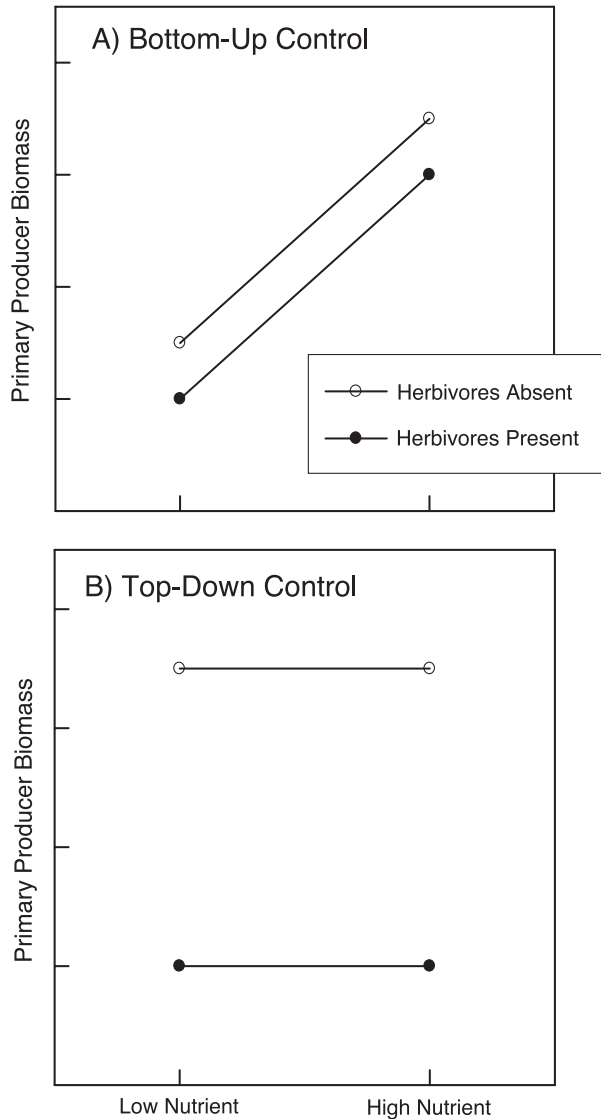 A) Bottom-Up Control
Primary Producer Biomass
Herbivores Absent
Herbivores Present
B) Top-Down Control
Primary Producer Biomass
Low Nutrient
High Nutrient